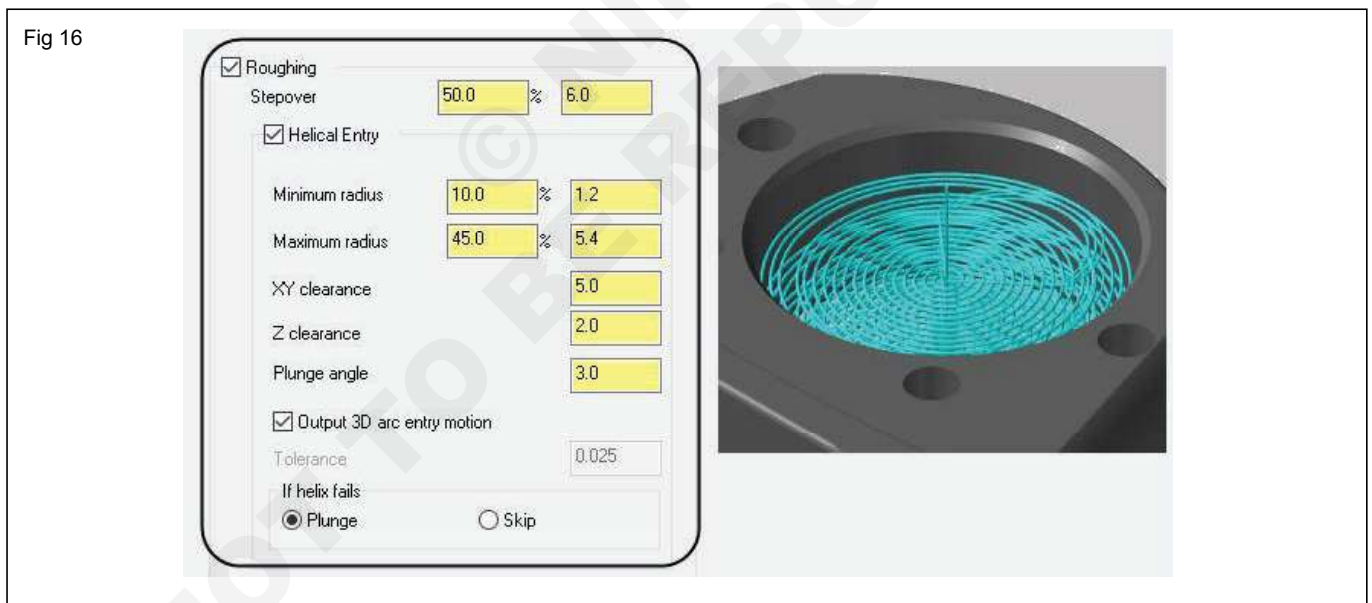 Fig 16
Roughing
Stepover 50.0 % 6.0
Helical Entry
Minimum radius 10.0 % 1.2
Maximum radius 45.0 % 5.4
XY clearance 5.0
Z clearance 2.0
Plunge angle 3.0
Output 3D arc entry motion
Tolerance 0.025
If helix fails
Plunge Skip